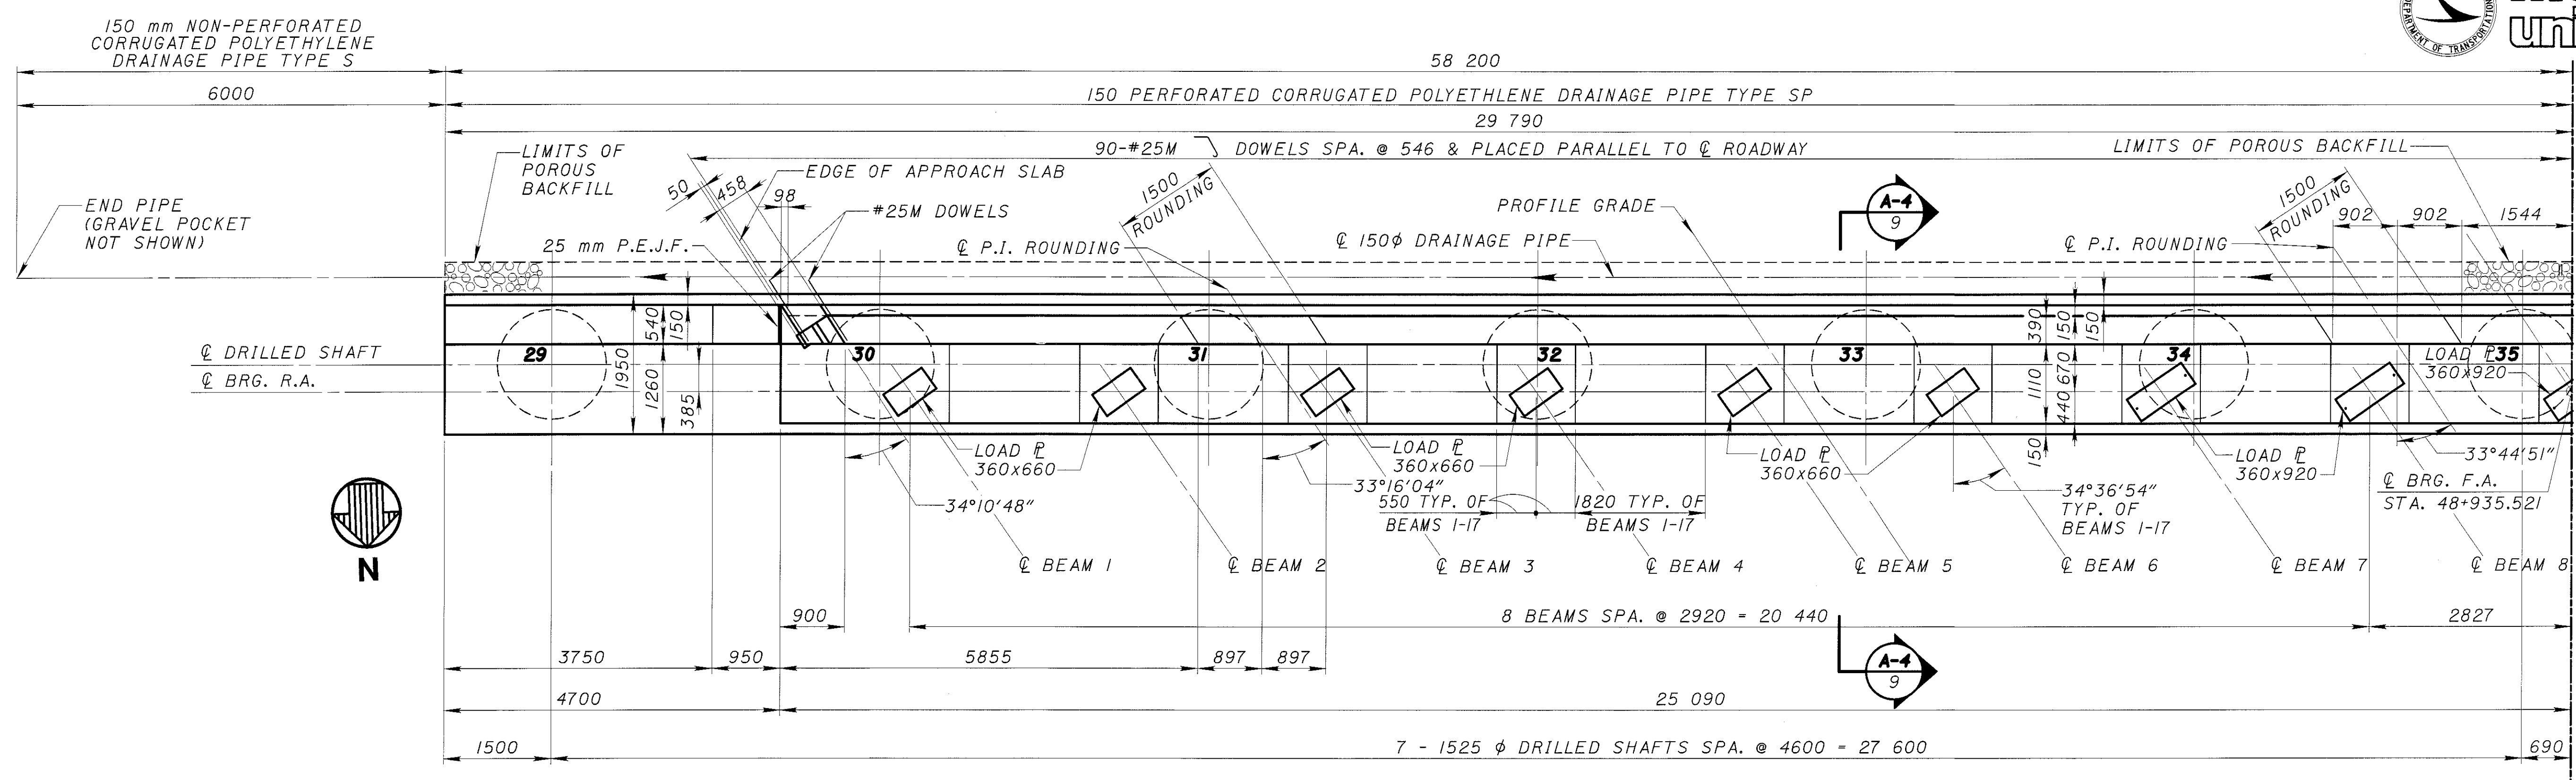 150 mm NON-PERFORATED
CORRUGATED POLYETHYLENE
DRAINAGE PIPE TYPE S
DEPARTMENT OF TRANSPORTATION
58 200
6000
150 PERFORATED CORRUGATED POLYETHLENE DRAINAGE PIPE TYPE SP
29 790
90-#25M DOWELS SPA. @ 546 & PLACED PARALLEL TO ℄ ROADWAY
LIMITS OF POROUS BACKFILL
LIMITS OF
POROUS
BACKFILL
50
458
98
EDGE OF APPROACH SLAB
#25M DOWELS
25 mm P.E.J.F.
END PIPE
(GRAVEL POCKET
NOT SHOWN)
1500
ROUNDING
℄ P.I. ROUNDING
℄ 150φ DRAINAGE PIPE
PROFILE GRADE
A-4
9
1500
ROUNDING
902
902
1544
℄ P.I. ROUNDING
℄ DRILLED SHAFT
℄ BRG. R.A.
29
30
31
32
33
34
35
1950
540
150
1260
385
390
150
150
1110
670
440
150
LOAD ℙ
360x920
LOAD ℙ
360x660
LOAD ℙ
360x660
LOAD ℙ
360x660
LOAD ℙ
360x920
34°10'48"
33°16'04"
34°36'54"
TYP. OF
BEAMS 1-17
33°44'51"
550 TYP. OF
BEAMS 1-17
1820 TYP. OF
BEAMS 1-17
℄ BRG. F.A.
STA. 48+935.521
N
℄ BEAM 1
℄ BEAM 2
℄ BEAM 3
℄ BEAM 4
℄ BEAM 5
℄ BEAM 6
℄ BEAM 7
℄ BEAM 8
900
8 BEAMS SPA. @ 2920 = 20 440
2827
3750
950
5855
897
897
A-4
9
4700
25 090
1500
7 - 1525 φ DRILLED SHAFTS SPA. @ 4600 = 27 600
690